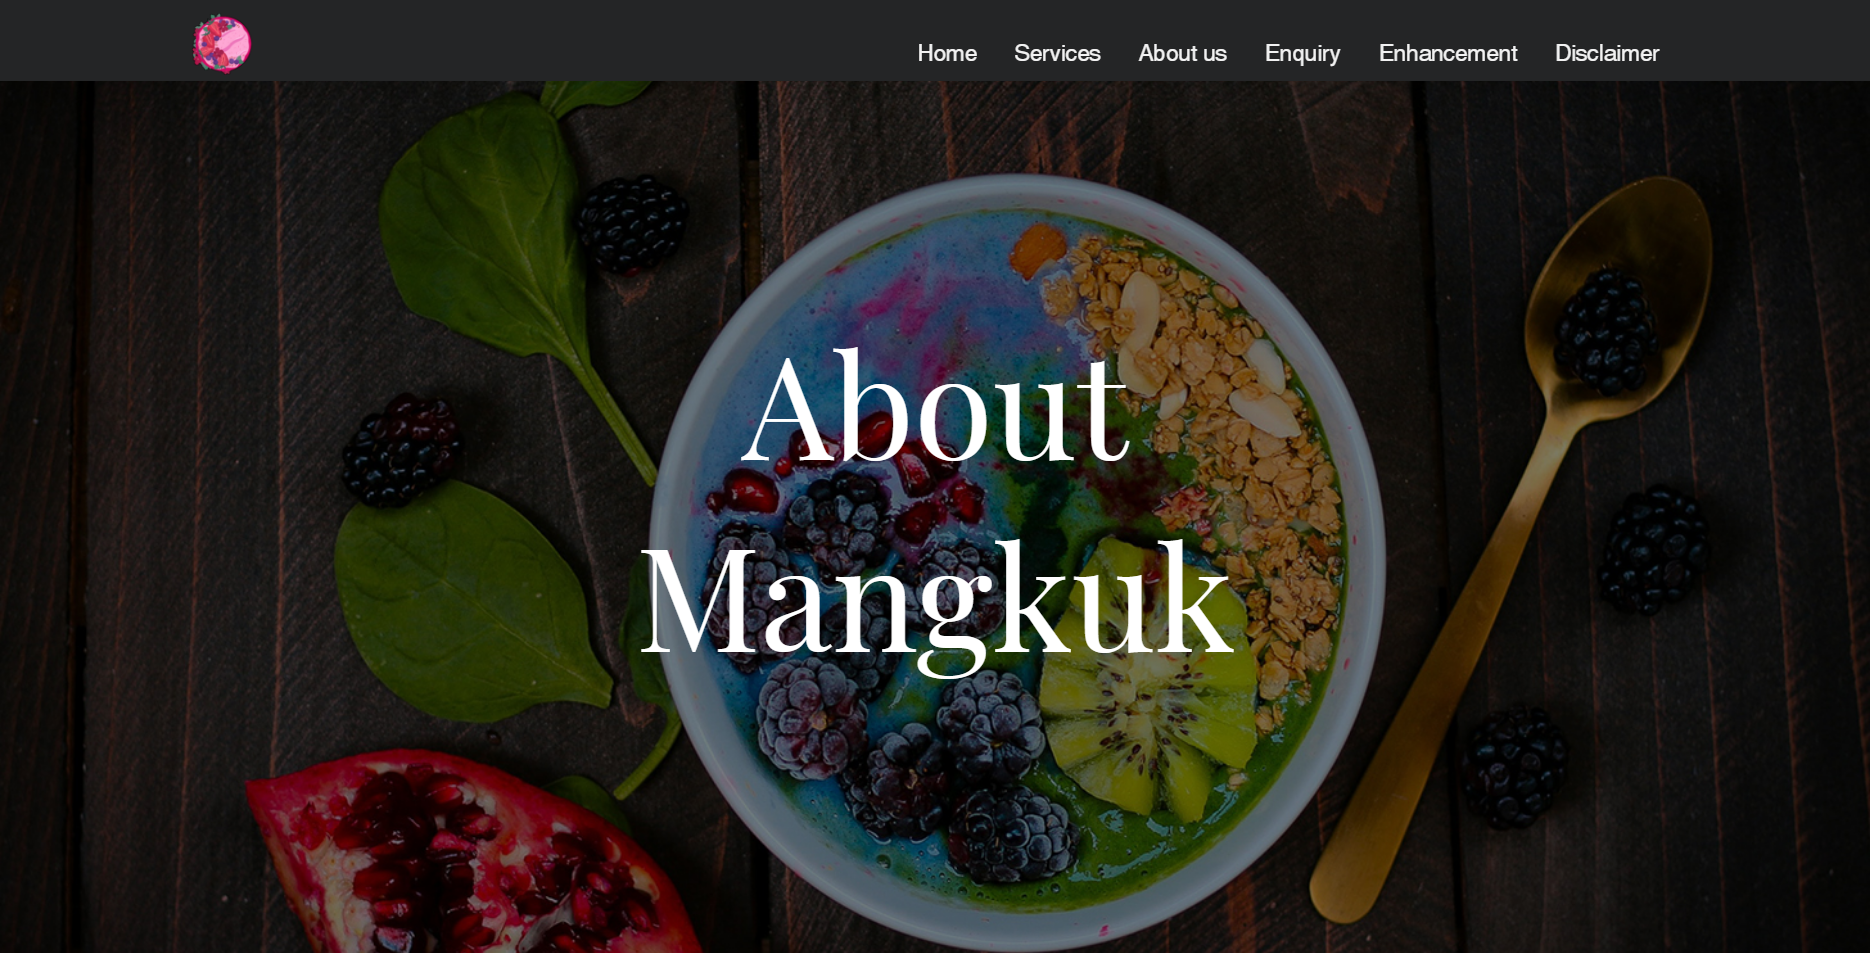 Home Services About us Enquiry Enhancement Disclaimer
About
Mangkuk